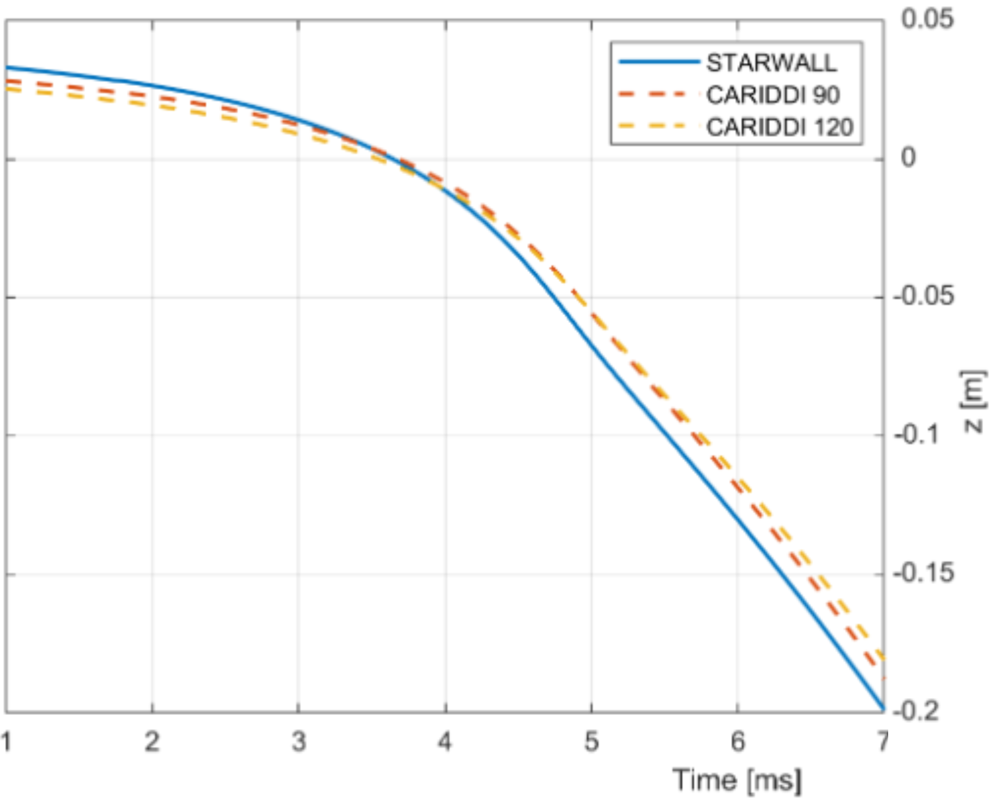 0.05
STARWALL
CARIDDI 90
CARIDDI 120
0
-0.05
z [m]
-0.1
-0.15
-0.2
1 2 3 4 5 6 7
Time [ms]